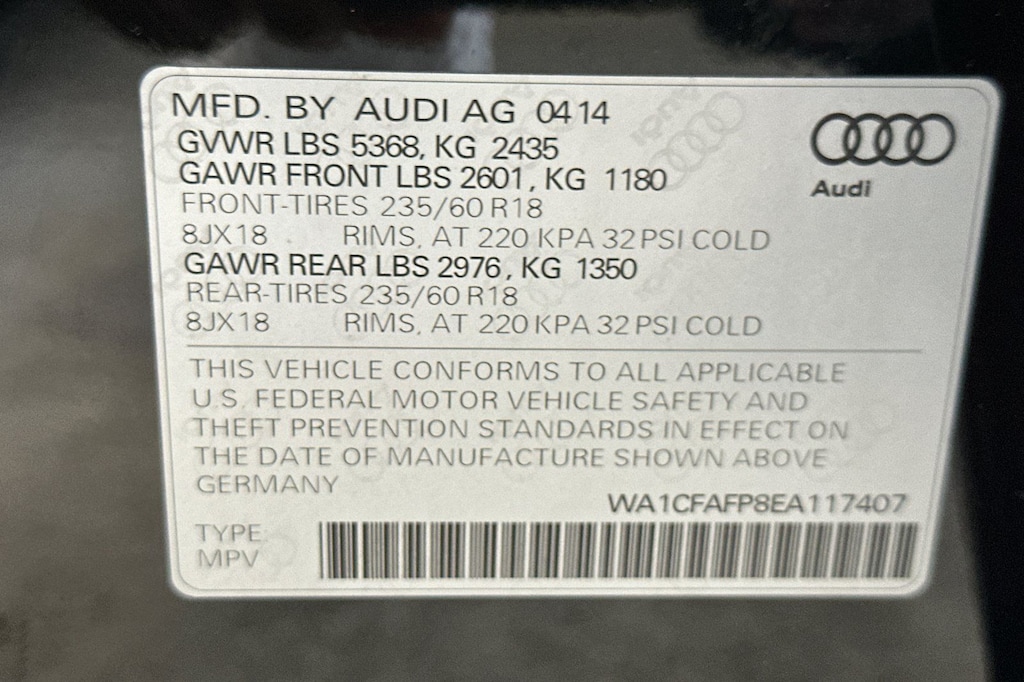 MFD. BY AUDI AG 0414
GVWR LBS 5368, KG 2435
GAWR FRONT LBS 2601, KG 1180
FRONT-TIRES 235/60 R18
8JX18 RIMS, AT 220 KPA 32 PSI COLD
GAWR REAR LBS 2976, KG 1350
REAR-TIRES 235/60 R18
8JX18 RIMS, AT 220 KPA 32 PSI COLD
Audi
THIS VEHICLE CONFORMS TO ALL APPLICABLE
U.S. FEDERAL MOTOR VEHICLE SAFETY AND
THEFT PREVENTION STANDARDS IN EFFECT ON
THE DATE OF MANUFACTURE SHOWN ABOVE
GERMANY
WA1CFAFP8EA117407
TYPE:
MPV